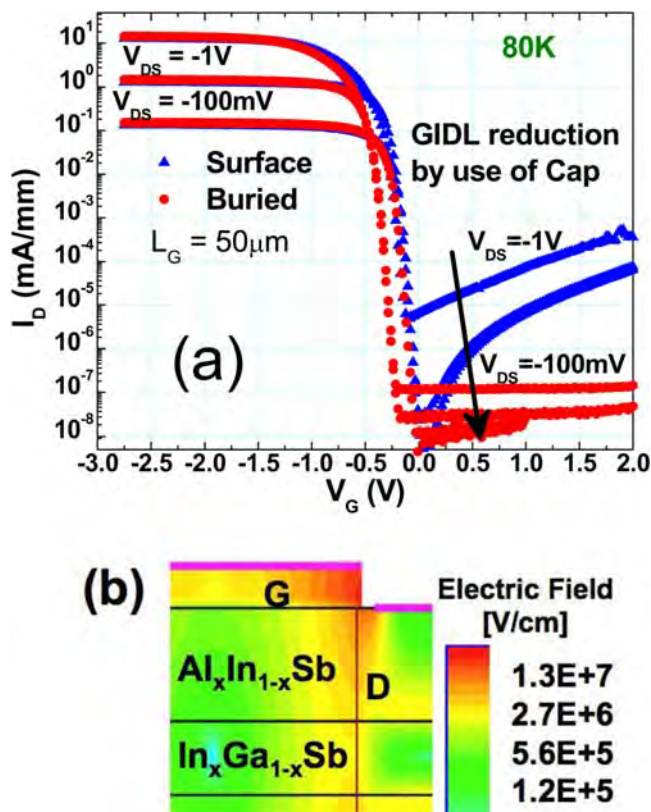 10¹
80K
V_DS = -1V
10⁰
V_DS = -100mV
10⁻¹
GIDL reduction
by use of Cap
10⁻²
Surface
10⁻³
Buried
L_G = 50μm
V_DS=-1V
10⁻⁴
10⁻⁵
10⁻⁶
(a)
V_DS=-100mV
10⁻⁷
10⁻⁸
I_D (mA/mm)
-3.0 -2.5 -2.0 -1.5 -1.0 -0.5 0.0 0.5 1.0 1.5 2.0
V_G (V)
(b)
G
Al_xIn_1-xSb
D
In_xGa_1-xSb
Electric Field
[V/cm]
1.3E+7
2.7E+6
5.6E+5
1.2E+5